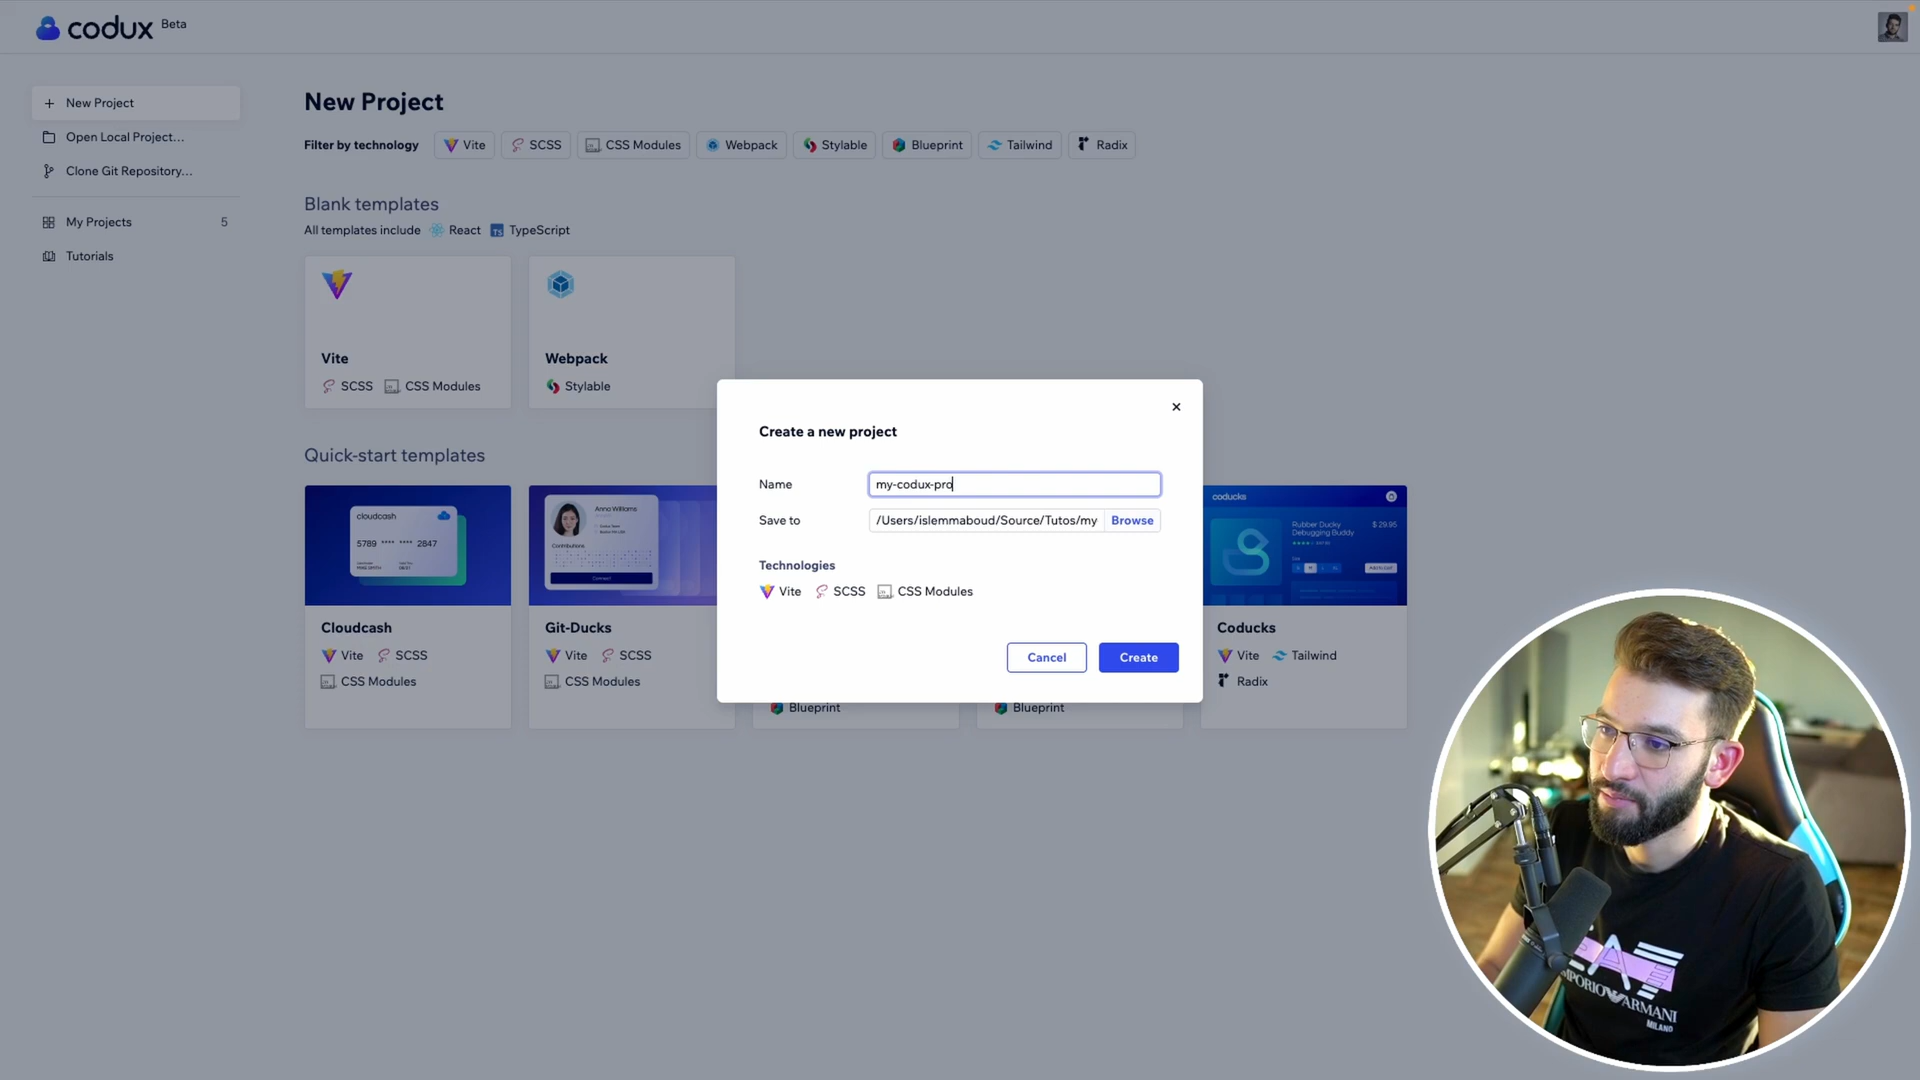 codux Beta
New Project
Open Local Project...
Clone Git Repository...
My Projects 5
Tutorials
New Project
Filter by technology Vite SCSS CSS Modules Webpack Stylable Blueprint Tailwind Radix
Blank templates
All templates include React TS TypeScript
Vite
SCSS CSS Modules
Webpack
Stylable
Create a new project
Name my-codux-pro
Save to /Users/islemmaboud/Source/Tutos/my Browse
Technologies
Vite SCSS CSS Modules
Cancel Create
Quick-start templates
cloudcash
5789 **** **** 2847
Cloudcash
Vite SCSS
CSS Modules
Anna Williams
Contributions
Connect
Git-Ducks
Vite SCSS
CSS Modules
Blueprint
Blueprint
coducks
Rubber Ducky
Debugging Buddy
$ 29.95
Coducks
Vite Tailwind
Radix
EMPORIO ARMANI
MILANO